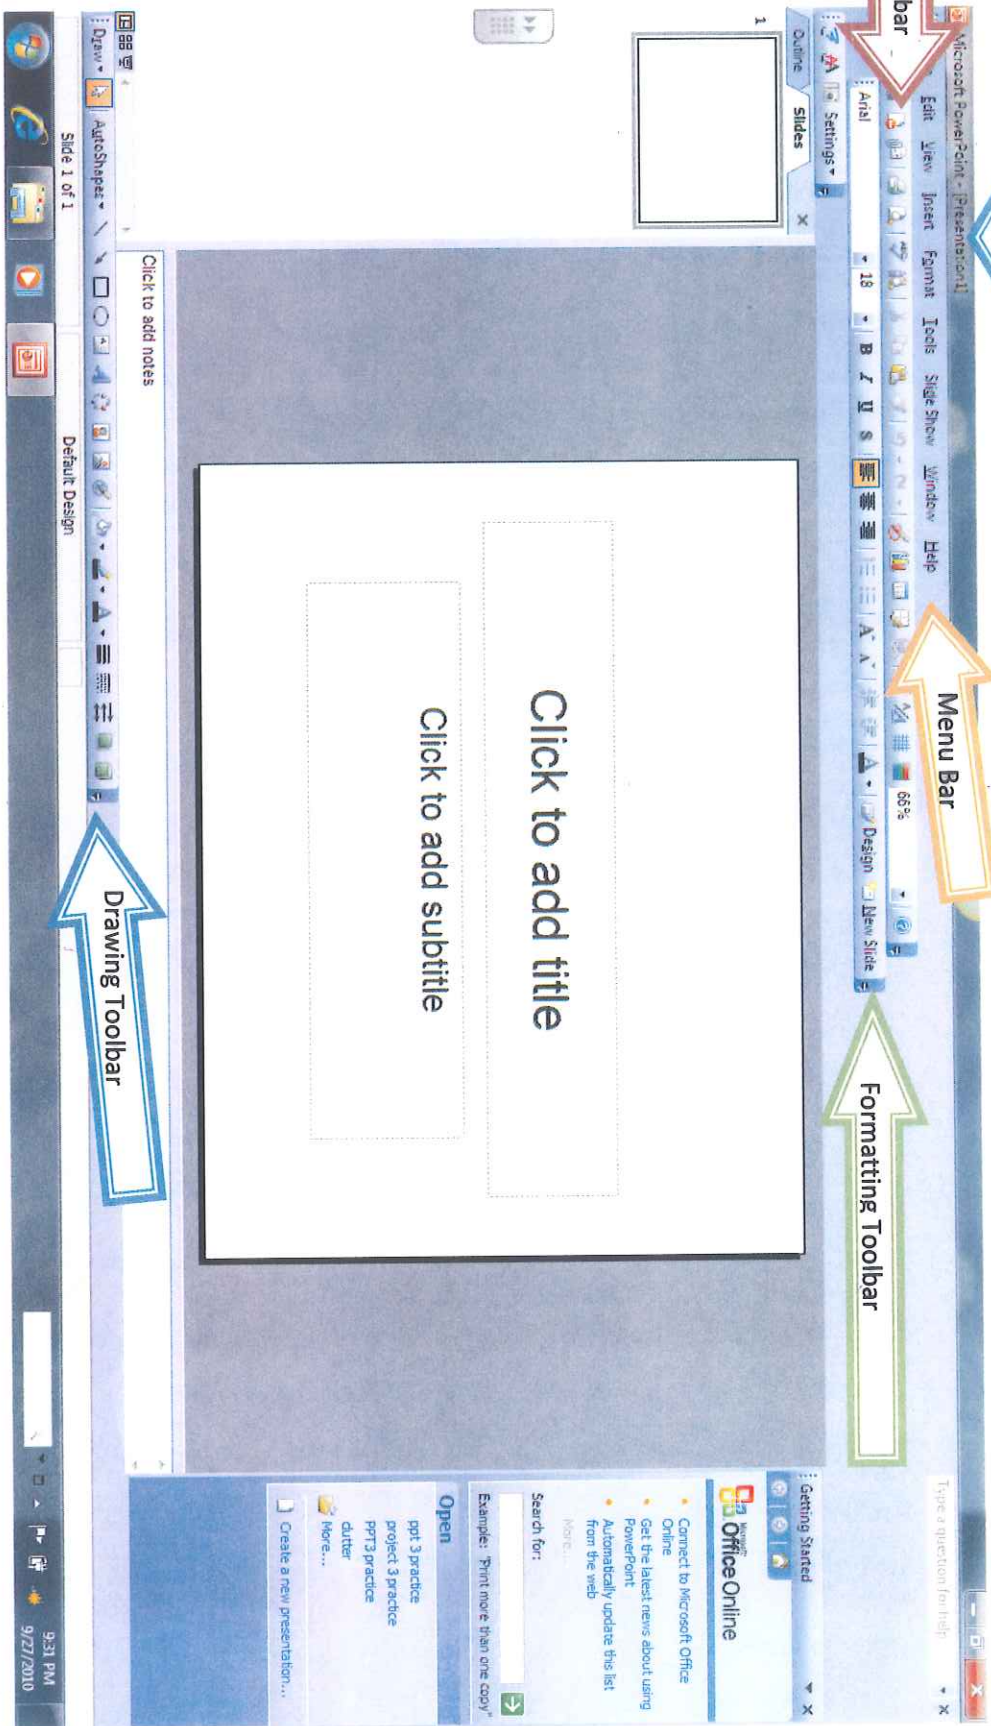 Microsoft PowerPoint - [Presentation1]
Edit View Insert Format Tools Slide Show Window Help
Type a question for help
bar
Menu Bar
66%
Arial 18 B I U S A A A Design New Slide
Formatting Toolbar
Settings
Outline Slides
1
Getting Started
Microsoft
Office Online
Connect to Microsoft Office
Online
Get the latest news about using
PowerPoint
Automatically update this list
from the web
More...
Search for:
Example: "Print more than one copy"
Open
ppt 3 practice
project 3 practice
PPT3 practice
clutter
More...
Create a new presentation...
Click to add title
Click to add subtitle
Click to add notes
Drawing Toolbar
Draw AutoShapes A
Slide 1 of 1 Default Design
9:31 PM
9/27/2010